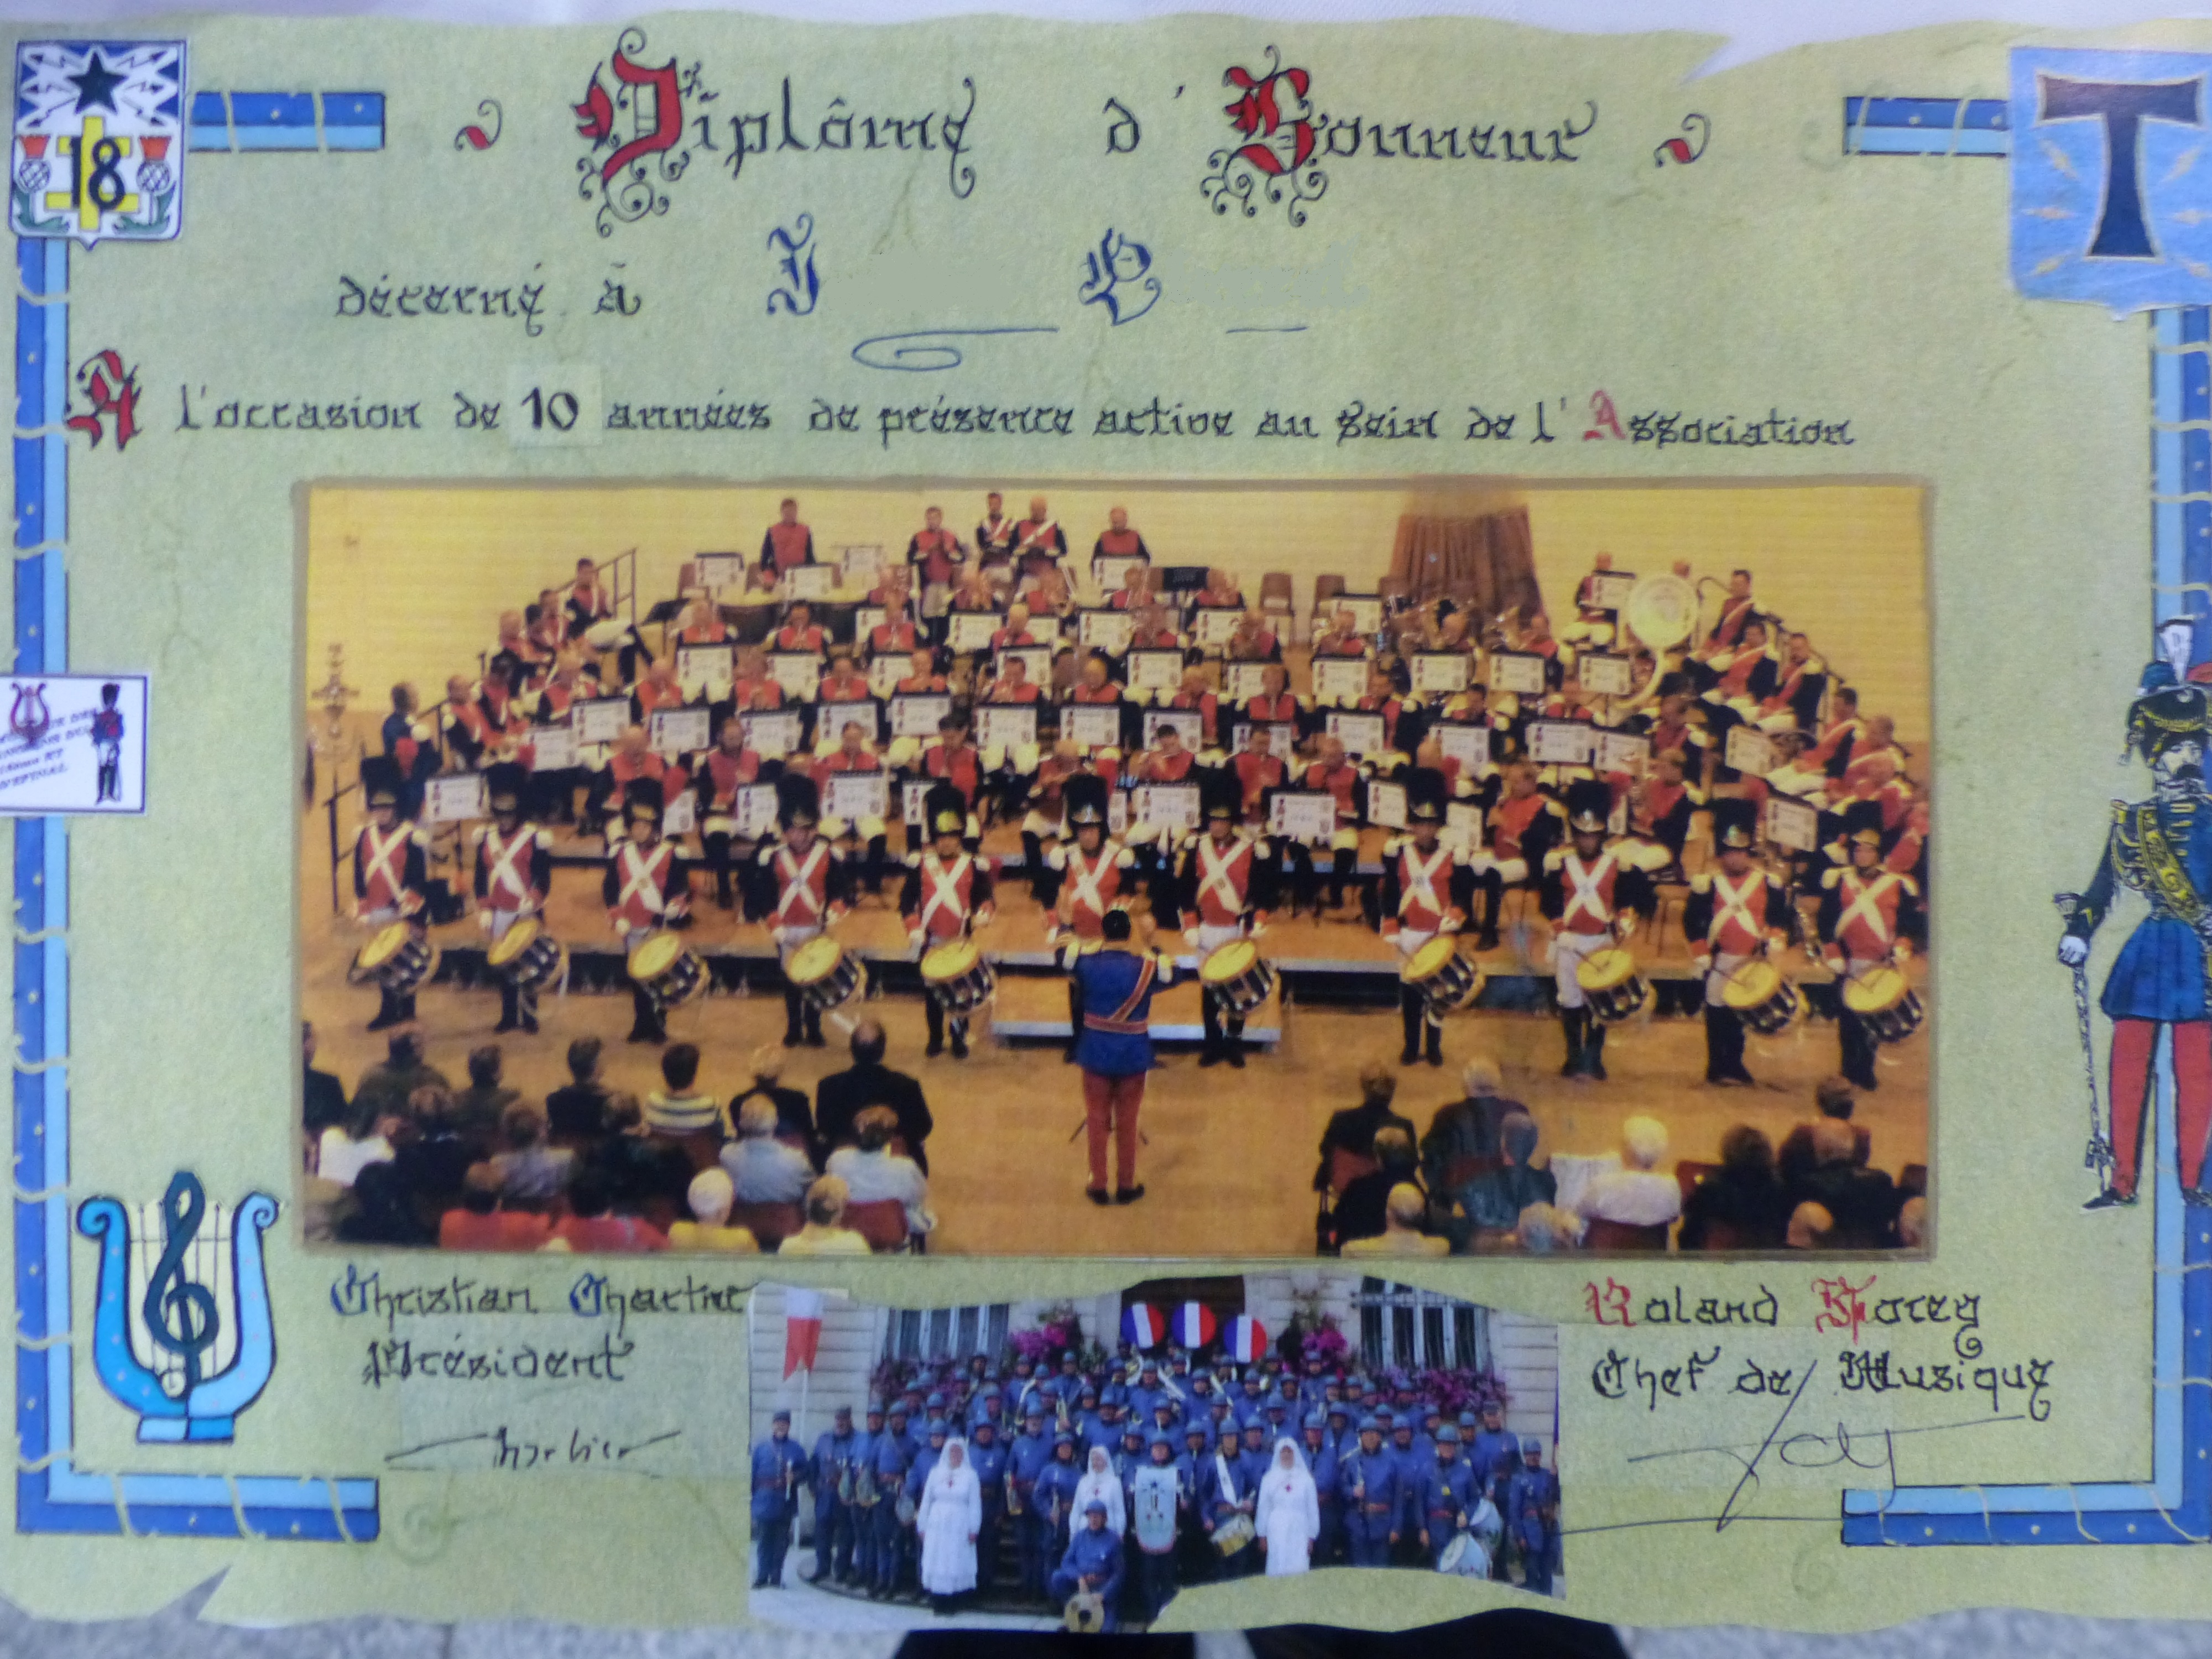 18
T
Diplôme d'Honneur
décerné à J
A l'occasion de 10 années de présence active au sein de l'Association
Christian Chartier
Président
Roland Forey
Chef de Musique